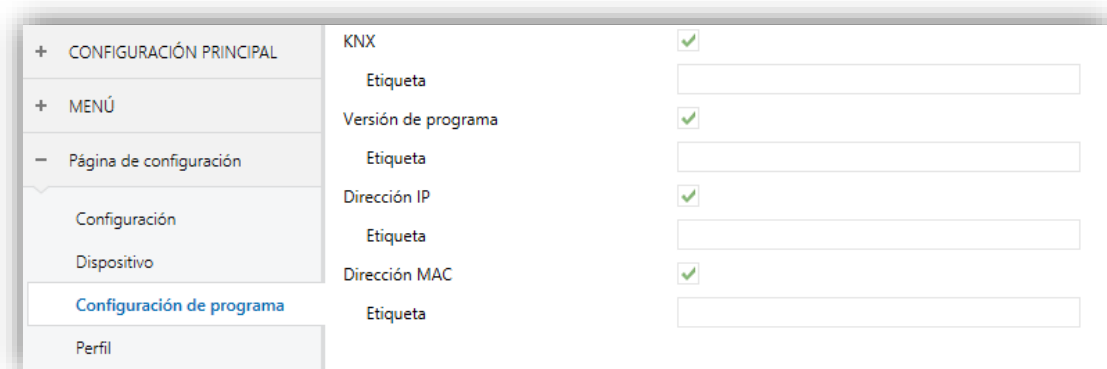 + CONFIGURACIÓN PRINCIPAL
+ MENÚ
− Página de configuración
Configuración
Dispositivo
Configuración de programa
Perfil
KNX
Etiqueta
Versión de programa
Etiqueta
Dirección IP
Etiqueta
Dirección MAC
Etiqueta